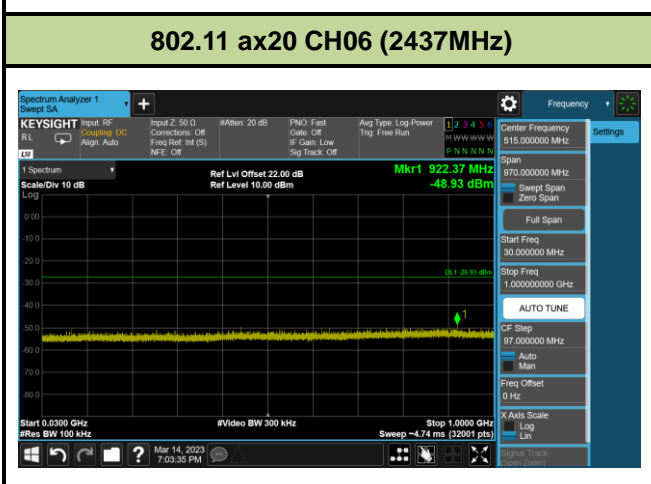 802.11 ax20 CH06 (2437MHz)
Spectrum Analyzer 1
Swept SA
Frequency
KEYSIGHT
RL
LXI
Input: RF
Coupling: DC
Align: Auto
Input Z: 50 Ω
Corrections: Off
Freq Ref: Int (S)
NFE: Off
#Atten: 20 dB
PNO: Fast
Gate: Off
IF Gain: Low
Sig Track: Off
Avg Type: Log-Power
Trig: Free Run
1 2 3 4 5 6
M W W W W W
P N N N N N
1 Spectrum
Scale/Div 10 dB
Log
Ref Lvl Offset 22.00 dB
Ref Level 10.00 dBm
Mkr1 922.37 MHz
-48.93 dBm
0.00
-10.0
-20.0
DL1 -26.93 dBm
-30.0
-40.0
1
-50.0
-60.0
-70.0
-80.0
Start 0.0300 GHz
#Res BW 100 kHz
#Video BW 300 kHz
Stop 1.0000 GHz
Sweep ~4.74 ms (32001 pts)
Mar 14, 2023
7:03:35 PM
Center Frequency
515.000000 MHz
Settings
Span
970.000000 MHz
Swept Span
Zero Span
Full Span
Start Freq
30.000000 MHz
Stop Freq
1.000000000 GHz
AUTO TUNE
CF Step
97.000000 MHz
Auto
Man
Freq Offset
0 Hz
X Axis Scale
Log
Lin
Signal Track
(Span Zoom)